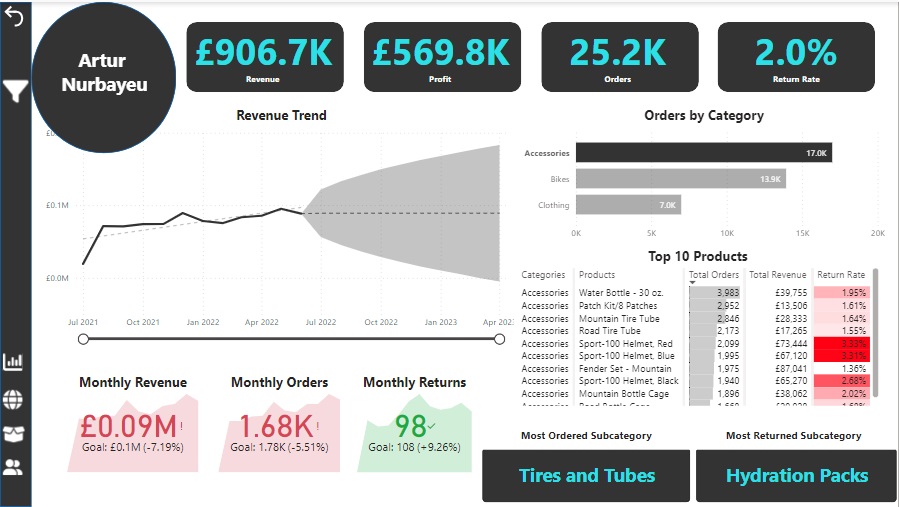 Artur
Nurbayeu
£906.7K
Revenue
£569.8K
Profit
25.2K
Orders
2.0%
Return Rate
Revenue Trend
£0.1M
£0.0M
Jul 2021 Oct 2021 Jan 2022 Apr 2022 Jul 2022 Oct 2022 Jan 2023 Apr 2023
Orders by Category
Accessories 17.0K
Bikes 13.9K
Clothing 7.0K
0K 5K 10K 15K 20K
Top 10 Products
Categories Products Total Orders Total Revenue Return Rate
Accessories Water Bottle - 30 oz. 3,983 £39,755 1.95%
Accessories Patch Kit/8 Patches 2,952 £13,506 1.61%
Accessories Mountain Tire Tube 2,846 £28,333 1.64%
Accessories Road Tire Tube 2,173 £17,265 1.55%
Accessories Sport-100 Helmet, Red 2,099 £73,444 3.33%
Accessories Sport-100 Helmet, Blue 1,995 £67,120 3.31%
Accessories Fender Set - Mountain 1,975 £87,041 1.36%
Accessories Sport-100 Helmet, Black 1,940 £65,270 2.68%
Accessories Mountain Bottle Cage 1,896 £38,062 2.02%
Monthly Revenue
£0.09M!
Goal: £0.1M (-7.19%)
Monthly Orders
1.68K!
Goal: 1.78K (-5.51%)
Monthly Returns
98✓
Goal: 108 (+9.26%)
Most Ordered Subcategory
Tires and Tubes
Most Returned Subcategory
Hydration Packs